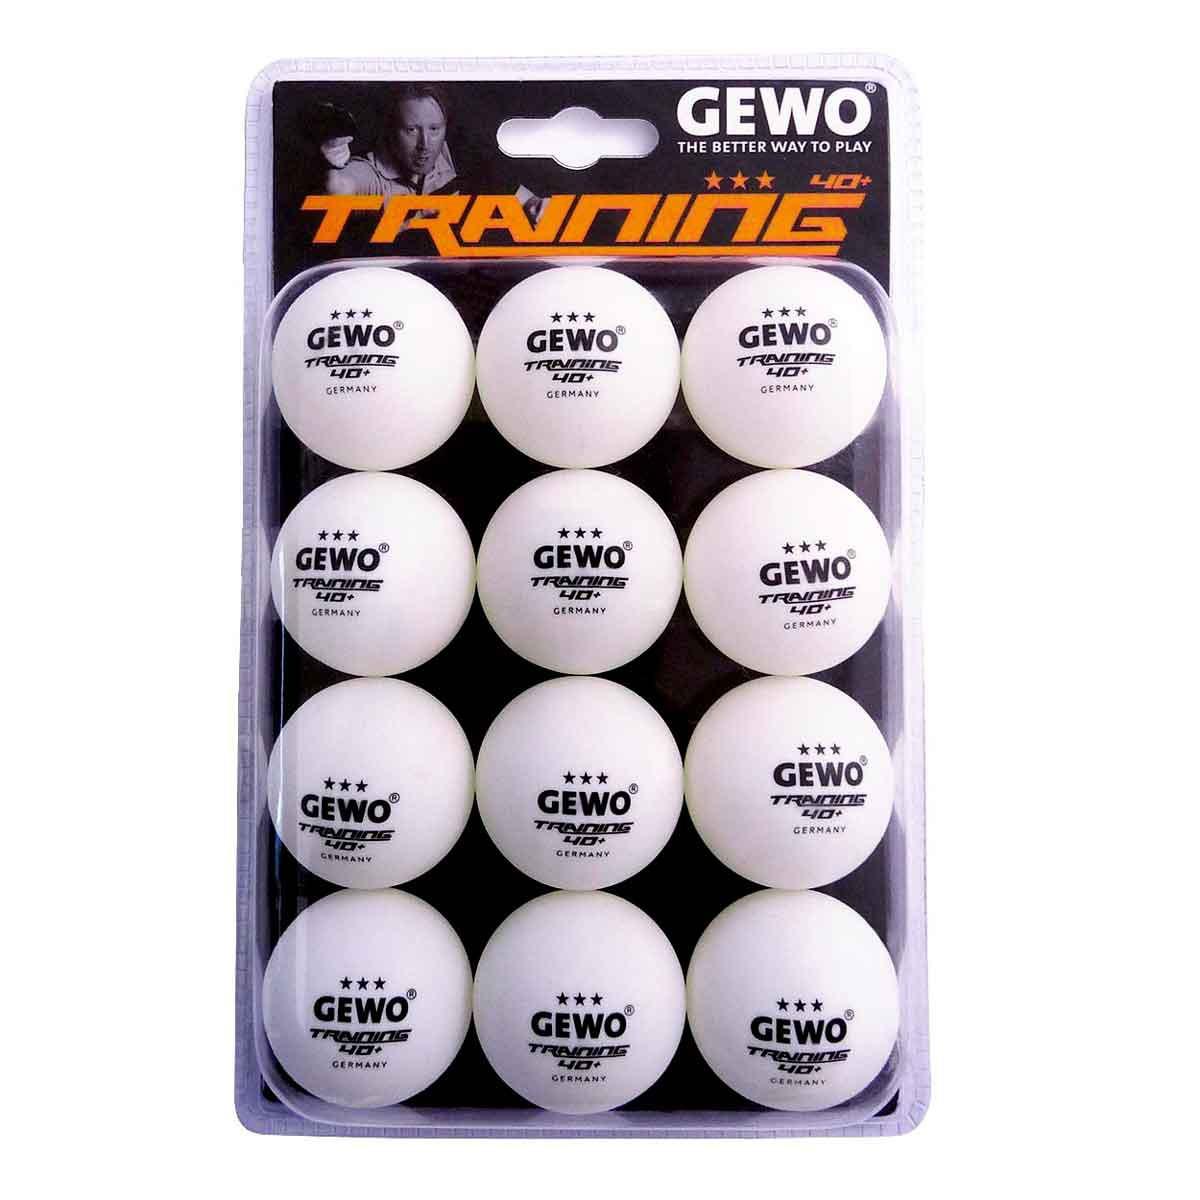 GEWO®
THE BETTER WAY TO PLAY
★★★ 40+
TRAINING
★★★ ★★★ ★★★
GEWO® GEWO® GEWO®
TRAINING TRAINING TRAINING
40+ 40+ 40+
GERMANY GERMANY GERMANY
★★★ ★★★ ★★★
GEWO® GEWO® GEWO®
TRAINING TRAINING TRAINING
40+ 40+ 40+
GERMANY GERMANY GERMANY
★★★ ★★★ ★★★
GEWO® GEWO® GEWO®
TRAINING TRAINING TRAINING
40+ 40+ 40+
GERMANY GERMANY GERMANY
★★★ ★★★ ★★★
GEWO® GEWO® GEWO®
TRAINING TRAINING TRAINING
40+ 40+ 40+
GERMANY GERMANY GERMANY